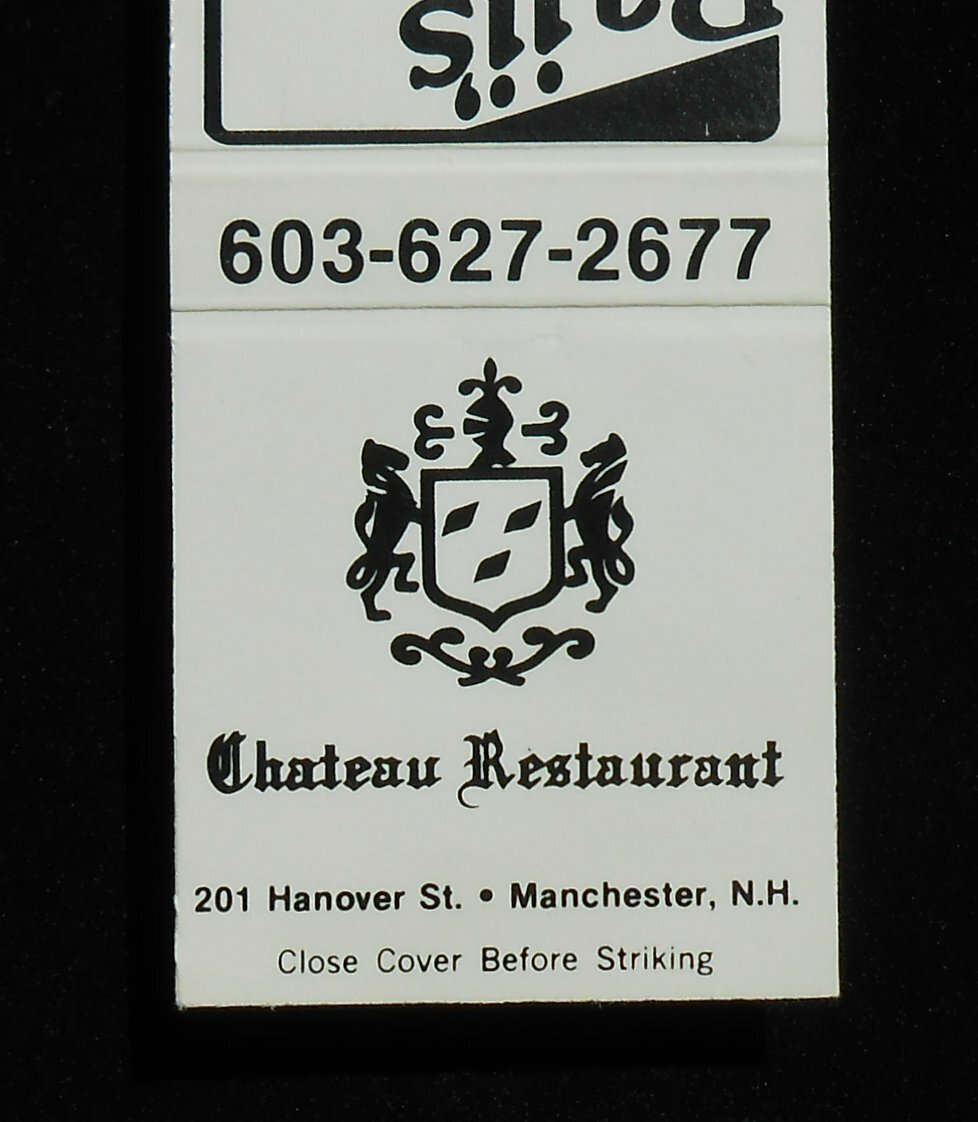 603-627-2677
Chateau Restaurant
201 Hanover St. • Manchester, N.H.
Close Cover Before Striking